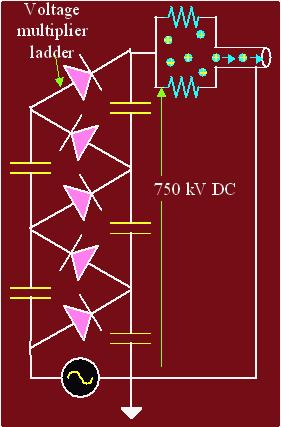 Voltage
multiplier
ladder
750 kV DC